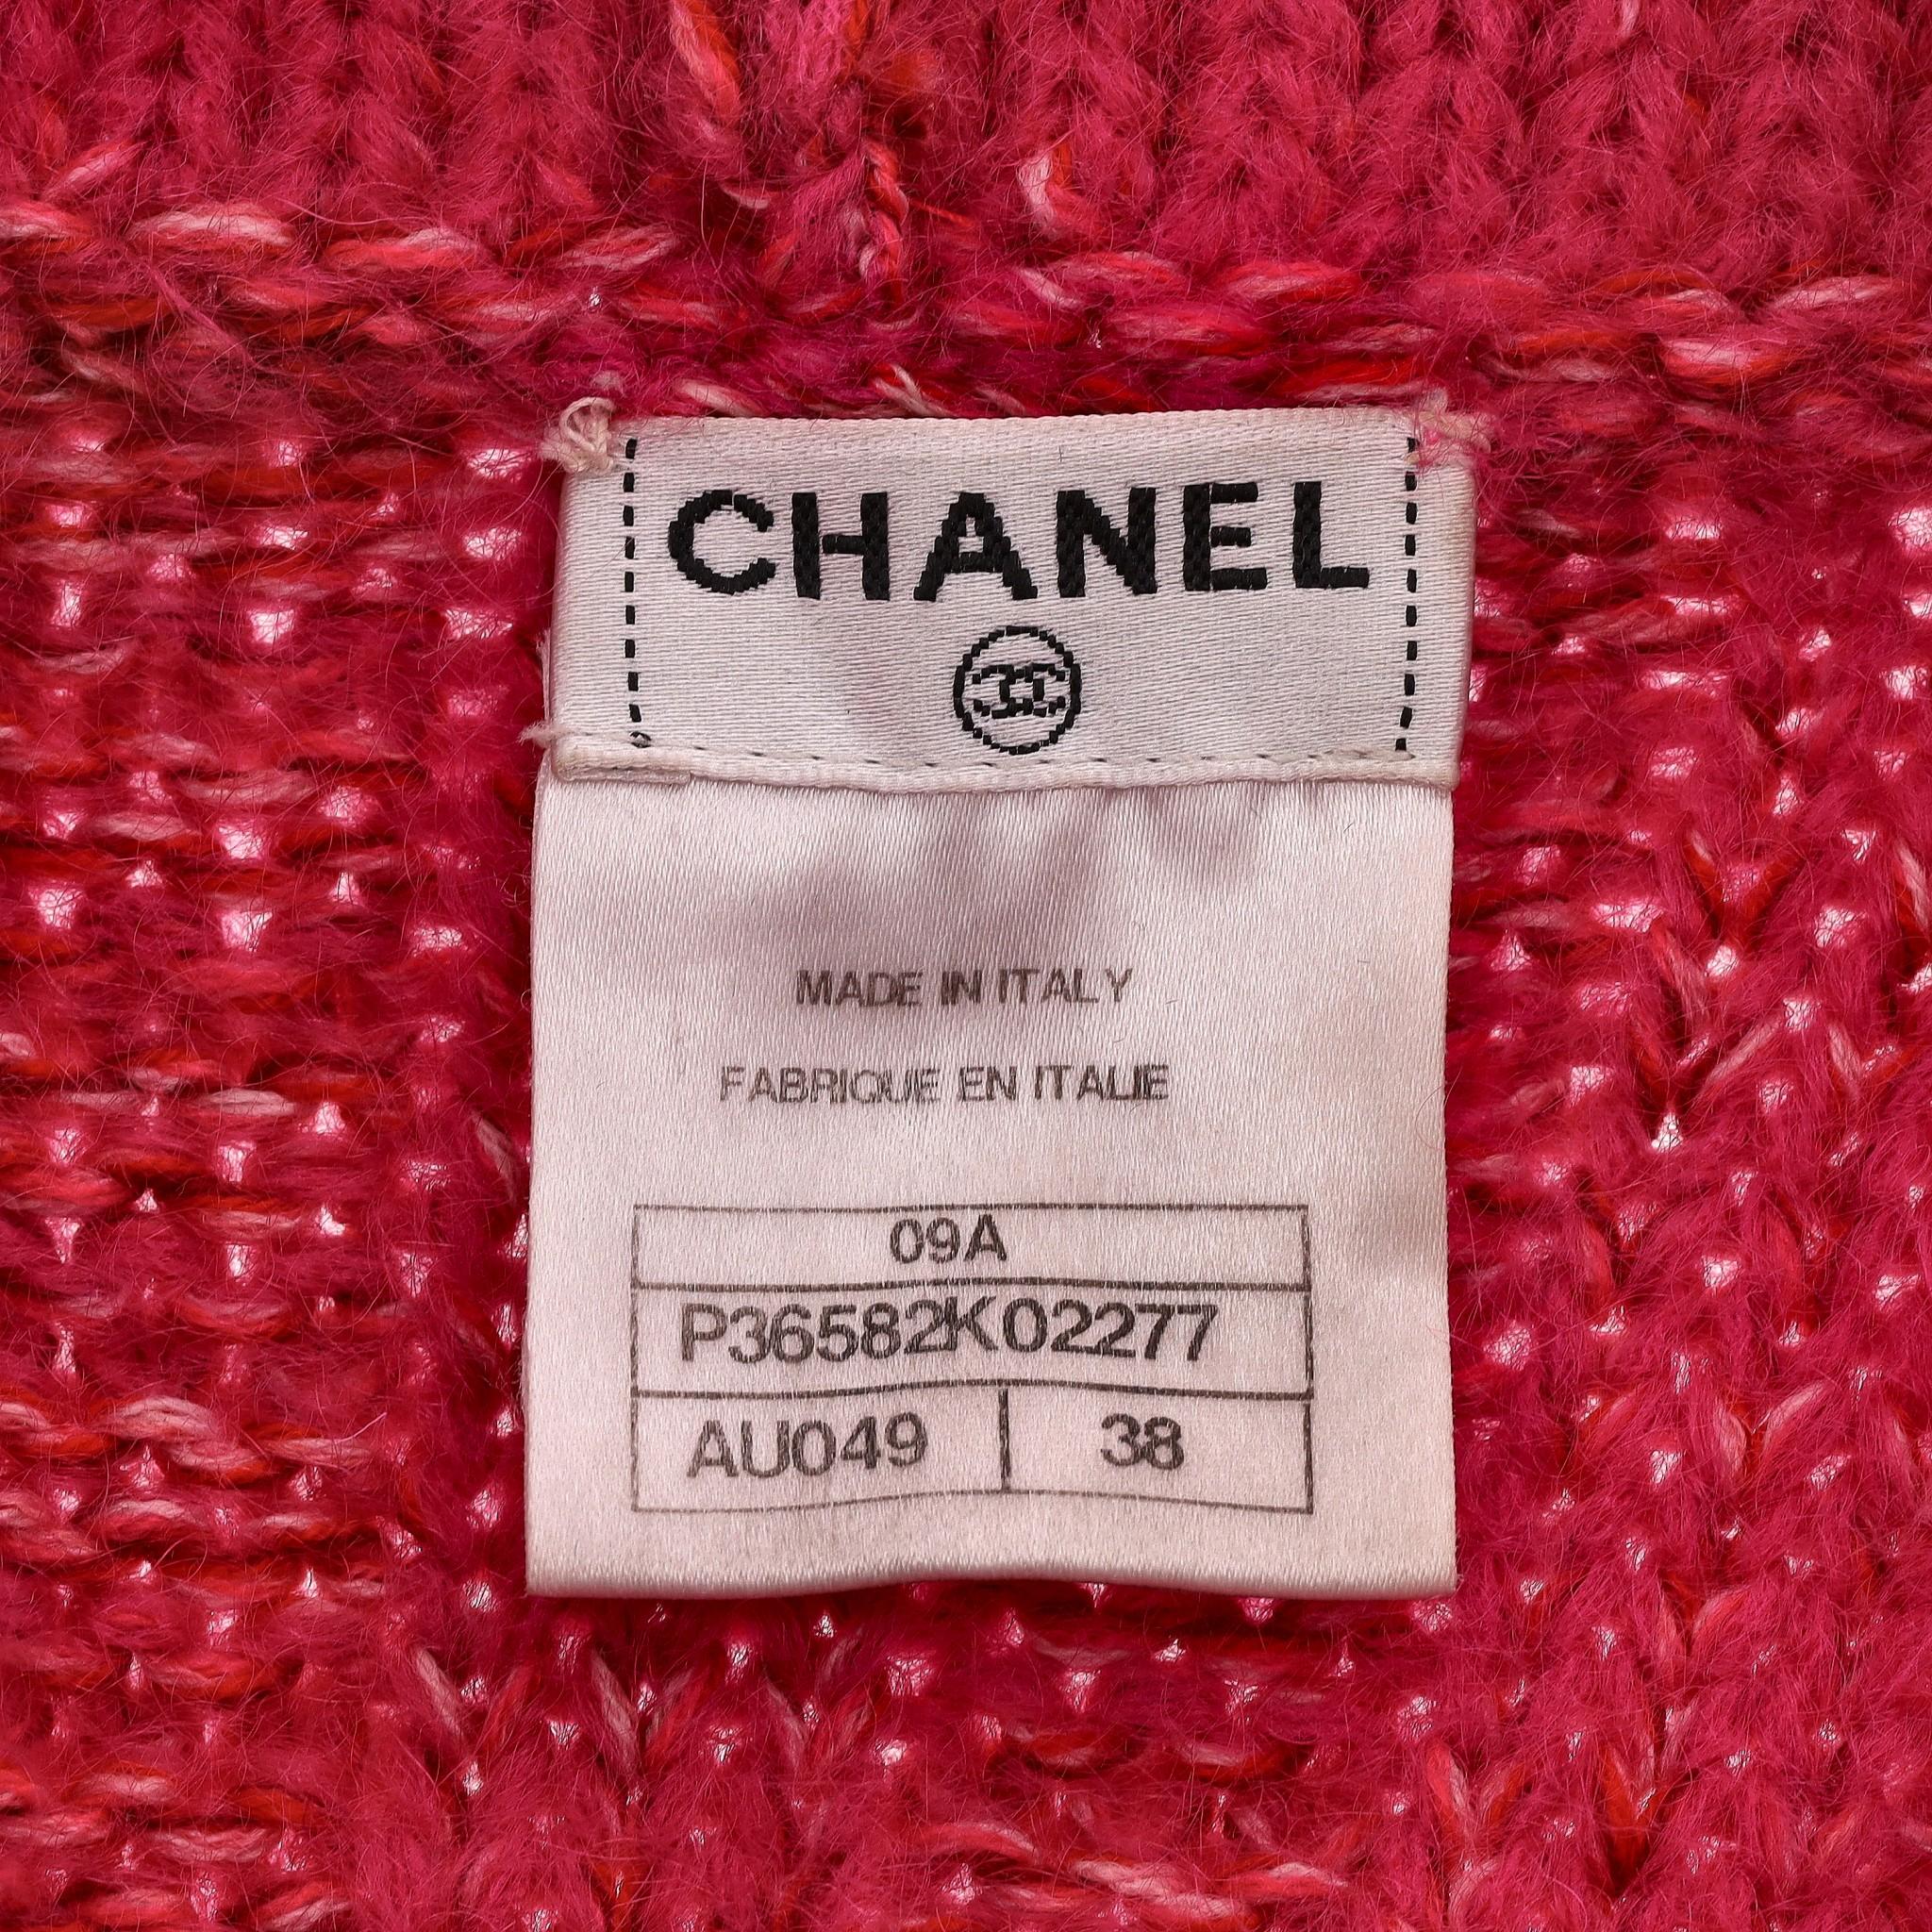 CHANEL
MADE IN ITALY
FABRIQUE EN ITALIE
09A
P36582K02277
AU049 38